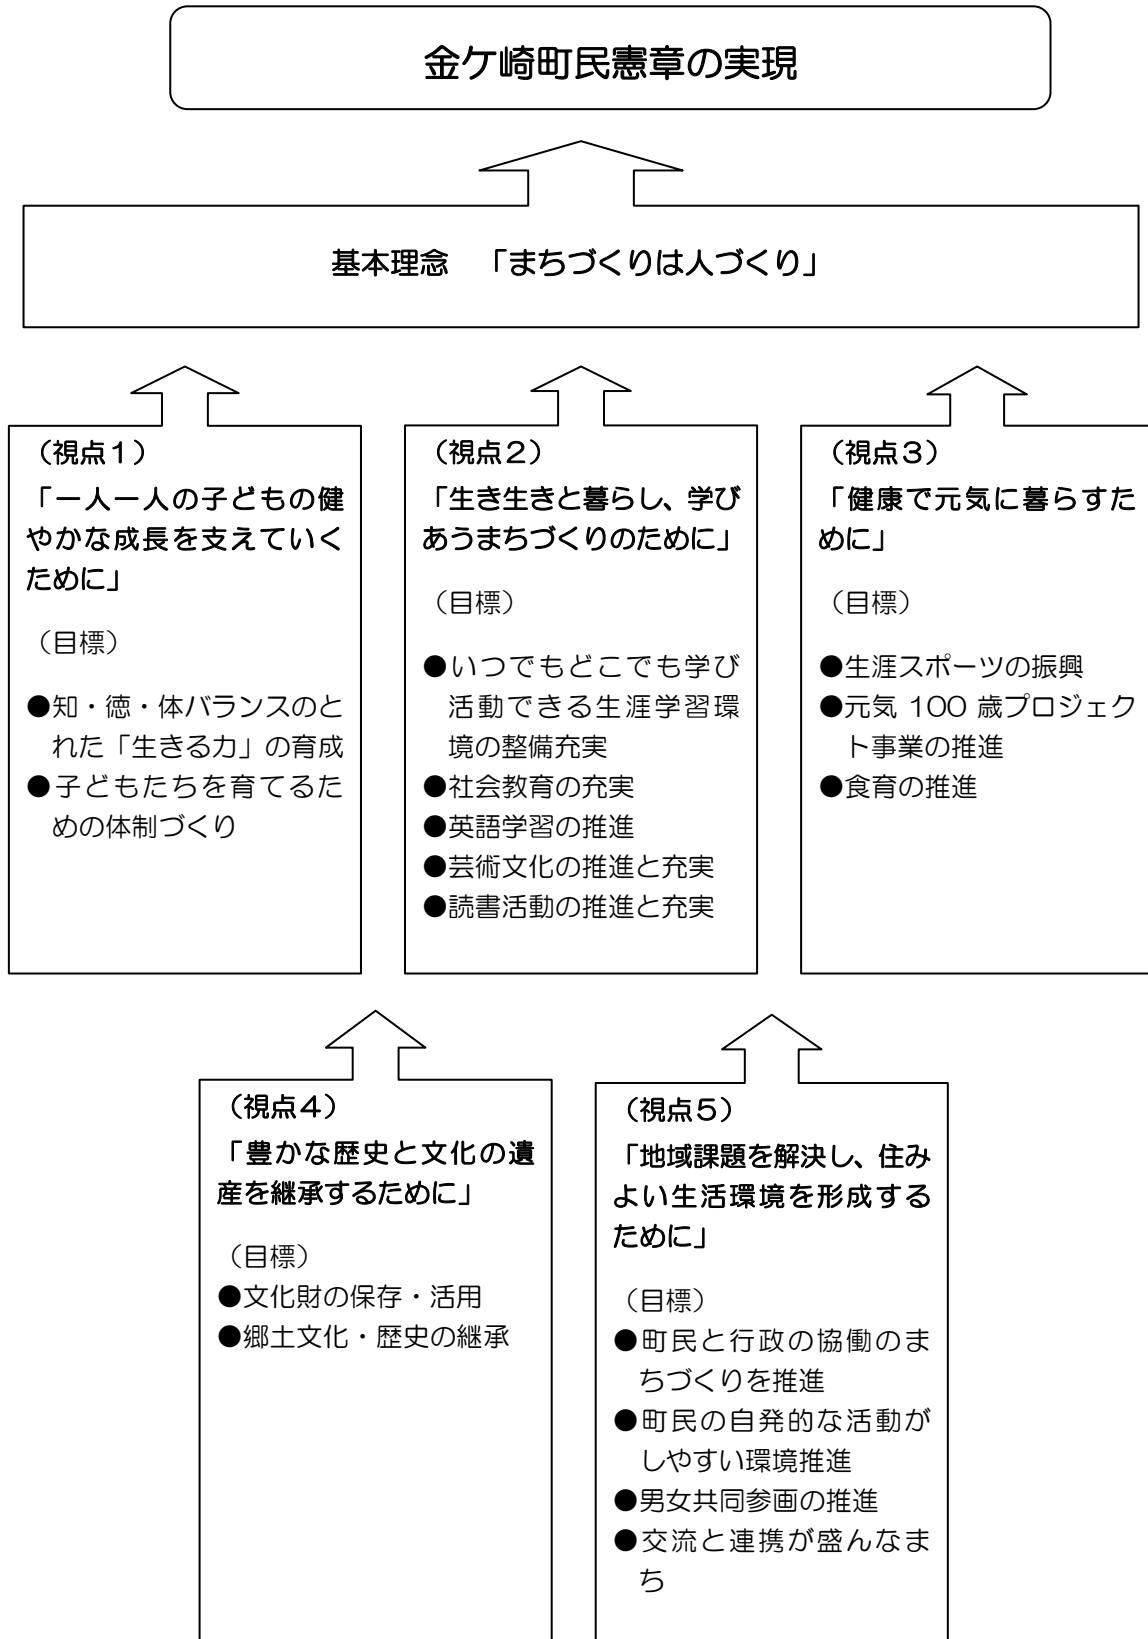 金ケ崎町民憲章の実現
基本理念　「まちづくりは人づくり」
（視点１）
「一人一人の子どもの健
やかな成長を支えていく
ために」
（目標）
●知・徳・体バランスのと
れた「生きる力」の育成
●子どもたちを育てるた
めの体制づくり
（視点２）
「生き生きと暮らし、学び
あうまちづくりのために」
（目標）
●いつでもどこでも学び
活動できる生涯学習環
境の整備充実
●社会教育の充実
●英語学習の推進
●芸術文化の推進と充実
●読書活動の推進と充実
（視点３）
「健康で元気に暮らすた
めに」
（目標）
●生涯スポーツの振興
●元気 100 歳プロジェク
ト事業の推進
●食育の推進
（視点４）
「豊かな歴史と文化の遺
産を継承するために」
（目標）
●文化財の保存・活用
●郷土文化・歴史の継承
（視点５）
「地域課題を解決し、住み
よい生活環境を形成する
ために」
（目標）
●町民と行政の協働のま
ちづくりを推進
●町民の自発的な活動が
しやすい環境推進
●男女共同参画の推進
●交流と連携が盛んなま
ち